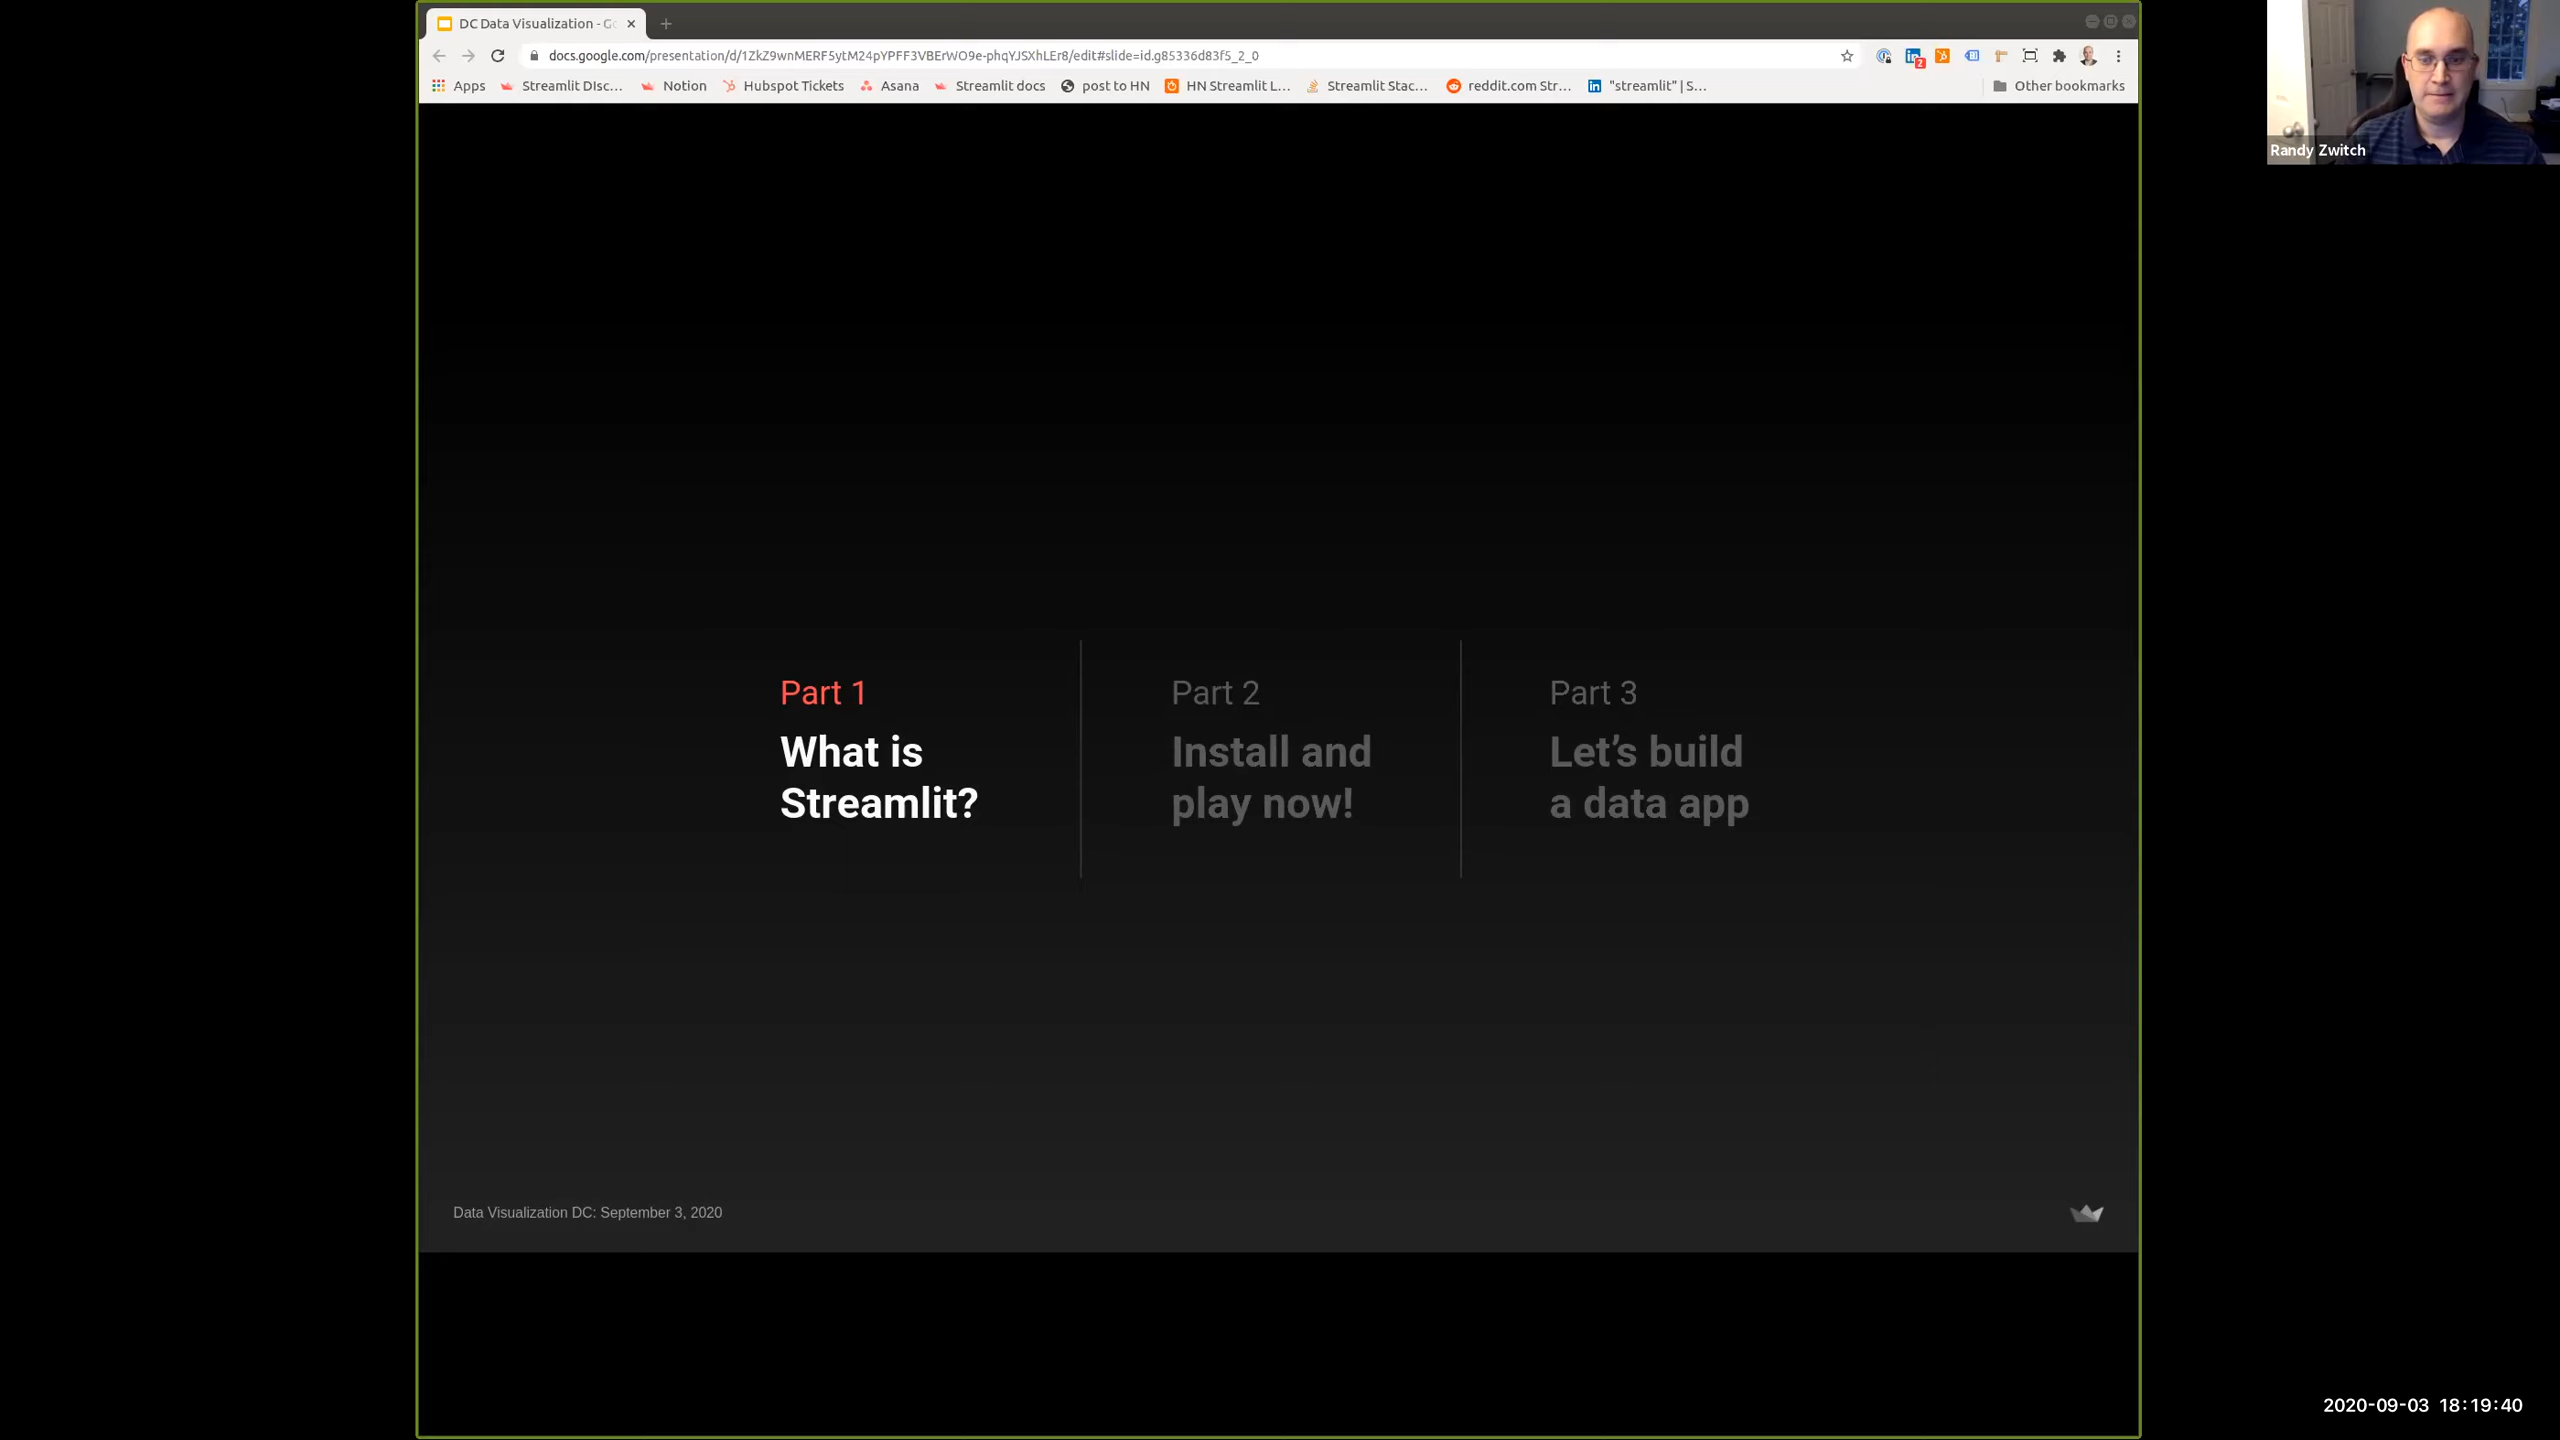 DC Data Visualization - Go
docs.google.com/presentation/d/1ZkZ9wnMERF5ytM24pYPFF3VBErWO9e-phqYJSXhLEr8/edit#slide=id.g85336d83f5_2_0
2
Apps Streamlit DIsc... Notion Hubspot Tickets Asana Streamlit docs post to HN HN Streamlit L... Streamlit Stac... reddit.com Str... "streamlit" | S... Other bookmarks
Randy Zwitch
Part 1
What is
Streamlit?
Part 2
Install and
play now!
Part 3
Let’s build
a data app
Data Visualization DC: September 3, 2020
2020-09-03 18:19:40